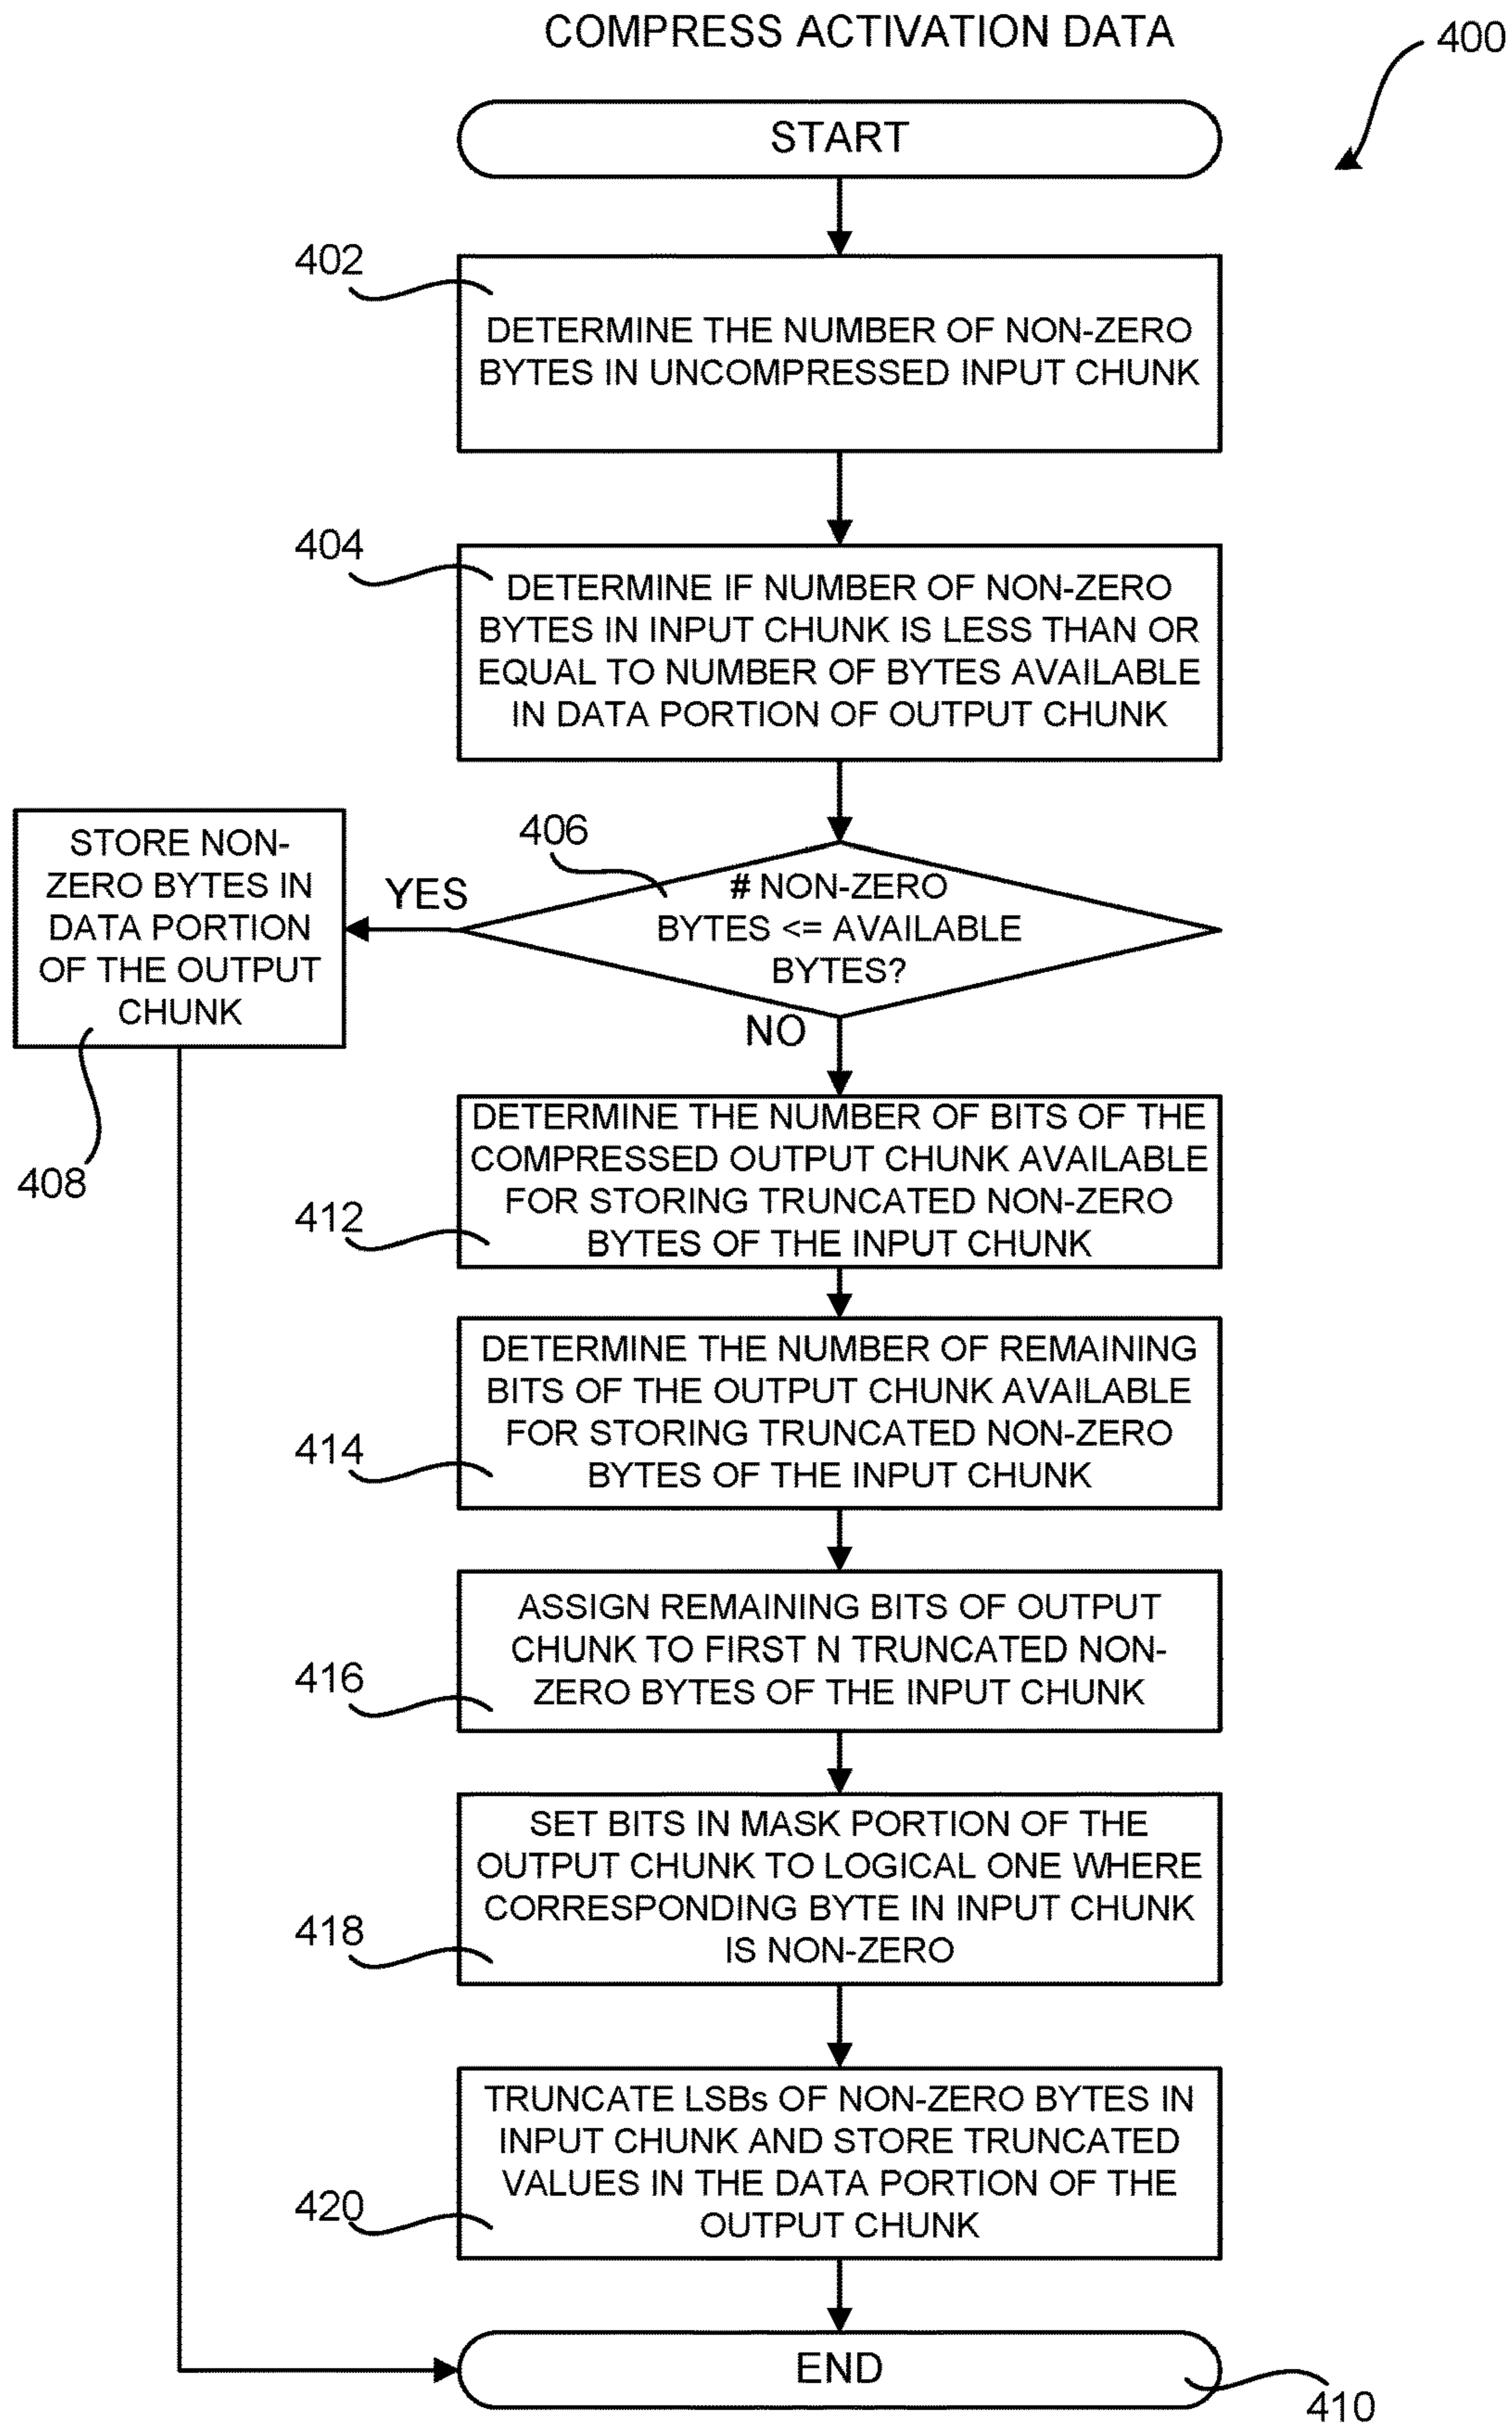 COMPRESS ACTIVATION DATA
400
START
402
DETERMINE THE NUMBER OF NON-ZERO
BYTES IN UNCOMPRESSED INPUT CHUNK
404
DETERMINE IF NUMBER OF NON-ZERO
BYTES IN INPUT CHUNK IS LESS THAN OR
EQUAL TO NUMBER OF BYTES AVAILABLE
IN DATA PORTION OF OUTPUT CHUNK
406
# NON-ZERO
BYTES <= AVAILABLE
BYTES?
YES
STORE NON-
ZERO BYTES IN
DATA PORTION
OF THE OUTPUT
CHUNK
408
NO
DETERMINE THE NUMBER OF BITS OF THE
COMPRESSED OUTPUT CHUNK AVAILABLE
FOR STORING TRUNCATED NON-ZERO
BYTES OF THE INPUT CHUNK
412
DETERMINE THE NUMBER OF REMAINING
BITS OF THE OUTPUT CHUNK AVAILABLE
FOR STORING TRUNCATED NON-ZERO
BYTES OF THE INPUT CHUNK
414
ASSIGN REMAINING BITS OF OUTPUT
CHUNK TO FIRST N TRUNCATED NON-
ZERO BYTES OF THE INPUT CHUNK
416
SET BITS IN MASK PORTION OF THE
OUTPUT CHUNK TO LOGICAL ONE WHERE
CORRESPONDING BYTE IN INPUT CHUNK
IS NON-ZERO
418
TRUNCATE LSBs OF NON-ZERO BYTES IN
INPUT CHUNK AND STORE TRUNCATED
VALUES IN THE DATA PORTION OF THE
OUTPUT CHUNK
420
END
410